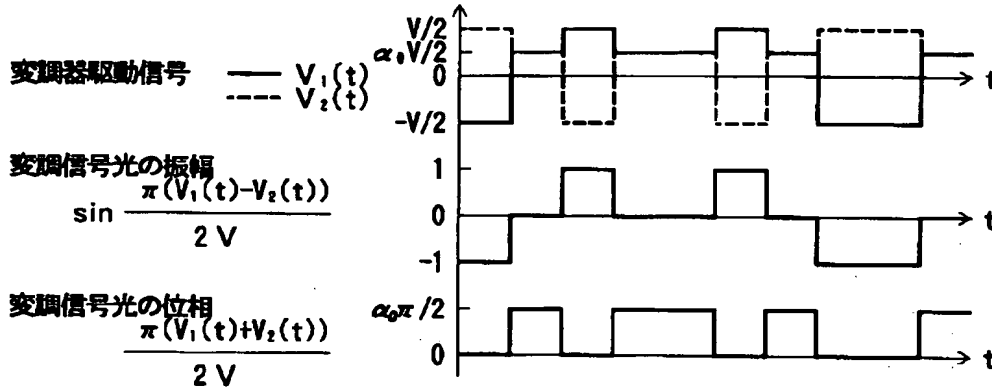 変調器駆動信号
V₁(t)
V₂(t)
V/2
α₀V/2
0
-V/2
t
変調信号光の振幅
sin π(V₁(t)-V₂(t))
2V
1
0
-1
t
変調信号光の位相
π(V₁(t)+V₂(t))
2V
α₀π/2
0
t